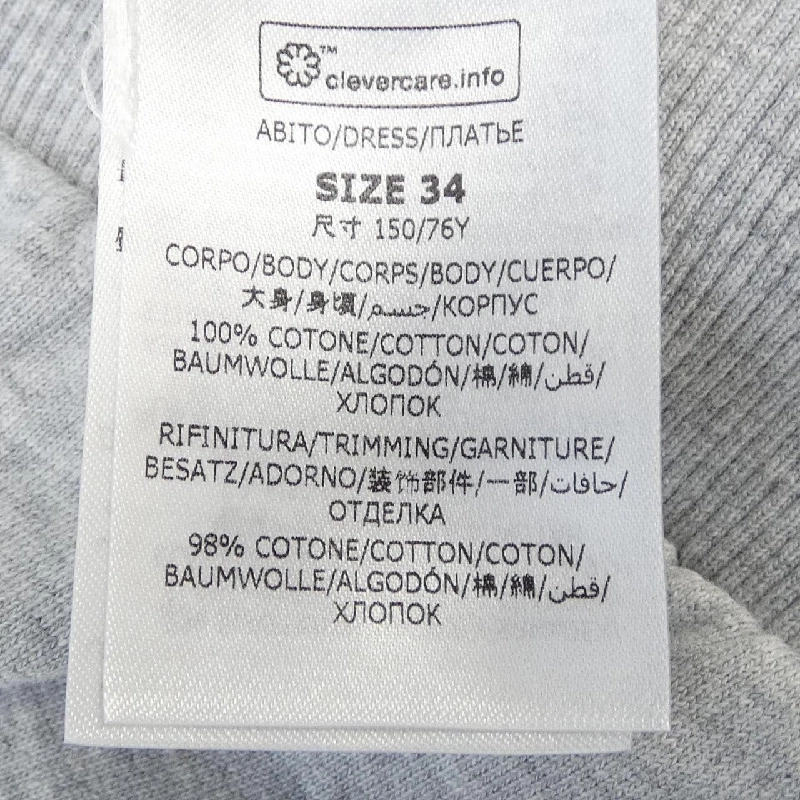 ™
clevercare.info
ABITO/DRESS/ПЛАТЬЕ
SIZE 34
尺寸 150/76Y
CORPO/BODY/CORPS/BODY/CUERPO/
大身/身頃/جسم/КОРПУС
100% COTONE/COTTON/COTON/
BAUMWOLLE/ALGODÓN/棉/綿/قطن/
ХЛОПОК
RIFINITURA/TRIMMING/GARNITURE/
BESATZ/ADORNO/装饰部件/一部/حافات/
ОТДЕЛКА
98% COTONE/COTTON/COTON/
BAUMWOLLE/ALGODÓN/棉/綿/قطن/
ХЛОПОК